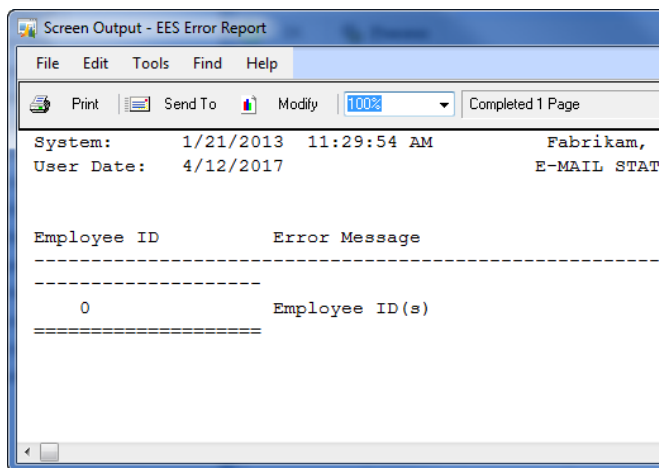 Screen Output - EES Error Report
File Edit Tools Find Help
Print Send To Modify 100% Completed 1 Page
System: 1/21/2013 11:29:54 AM Fabrikam,
User Date: 4/12/2017 E-MAIL STAT
Employee ID Error Message
------------------------------------------------------
--------------------
0 Employee ID(s)
====================